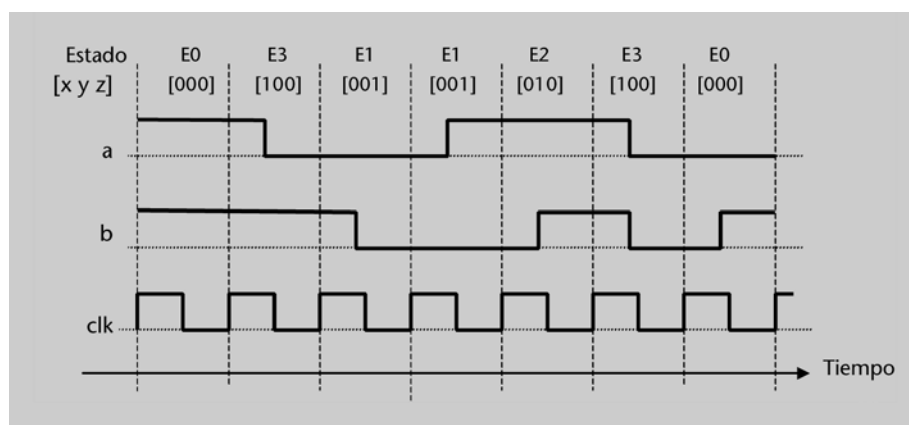 Estado E0 E3 E1 E1 E2 E3 E0
[x y z] [000] [100] [001] [001] [010] [100] [000]
a
b
clk
Tiempo